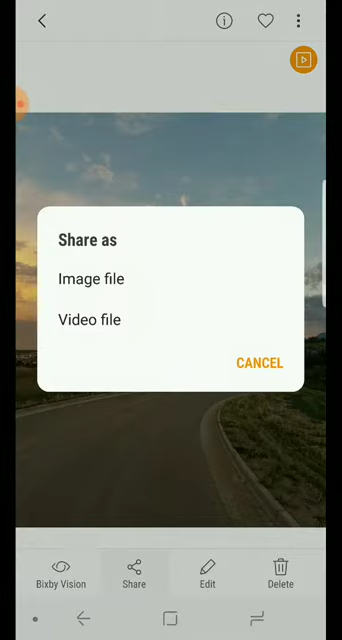 Share as
Image file
Video file
CANCEL
Bixby Vision
Share
Edit
Delete